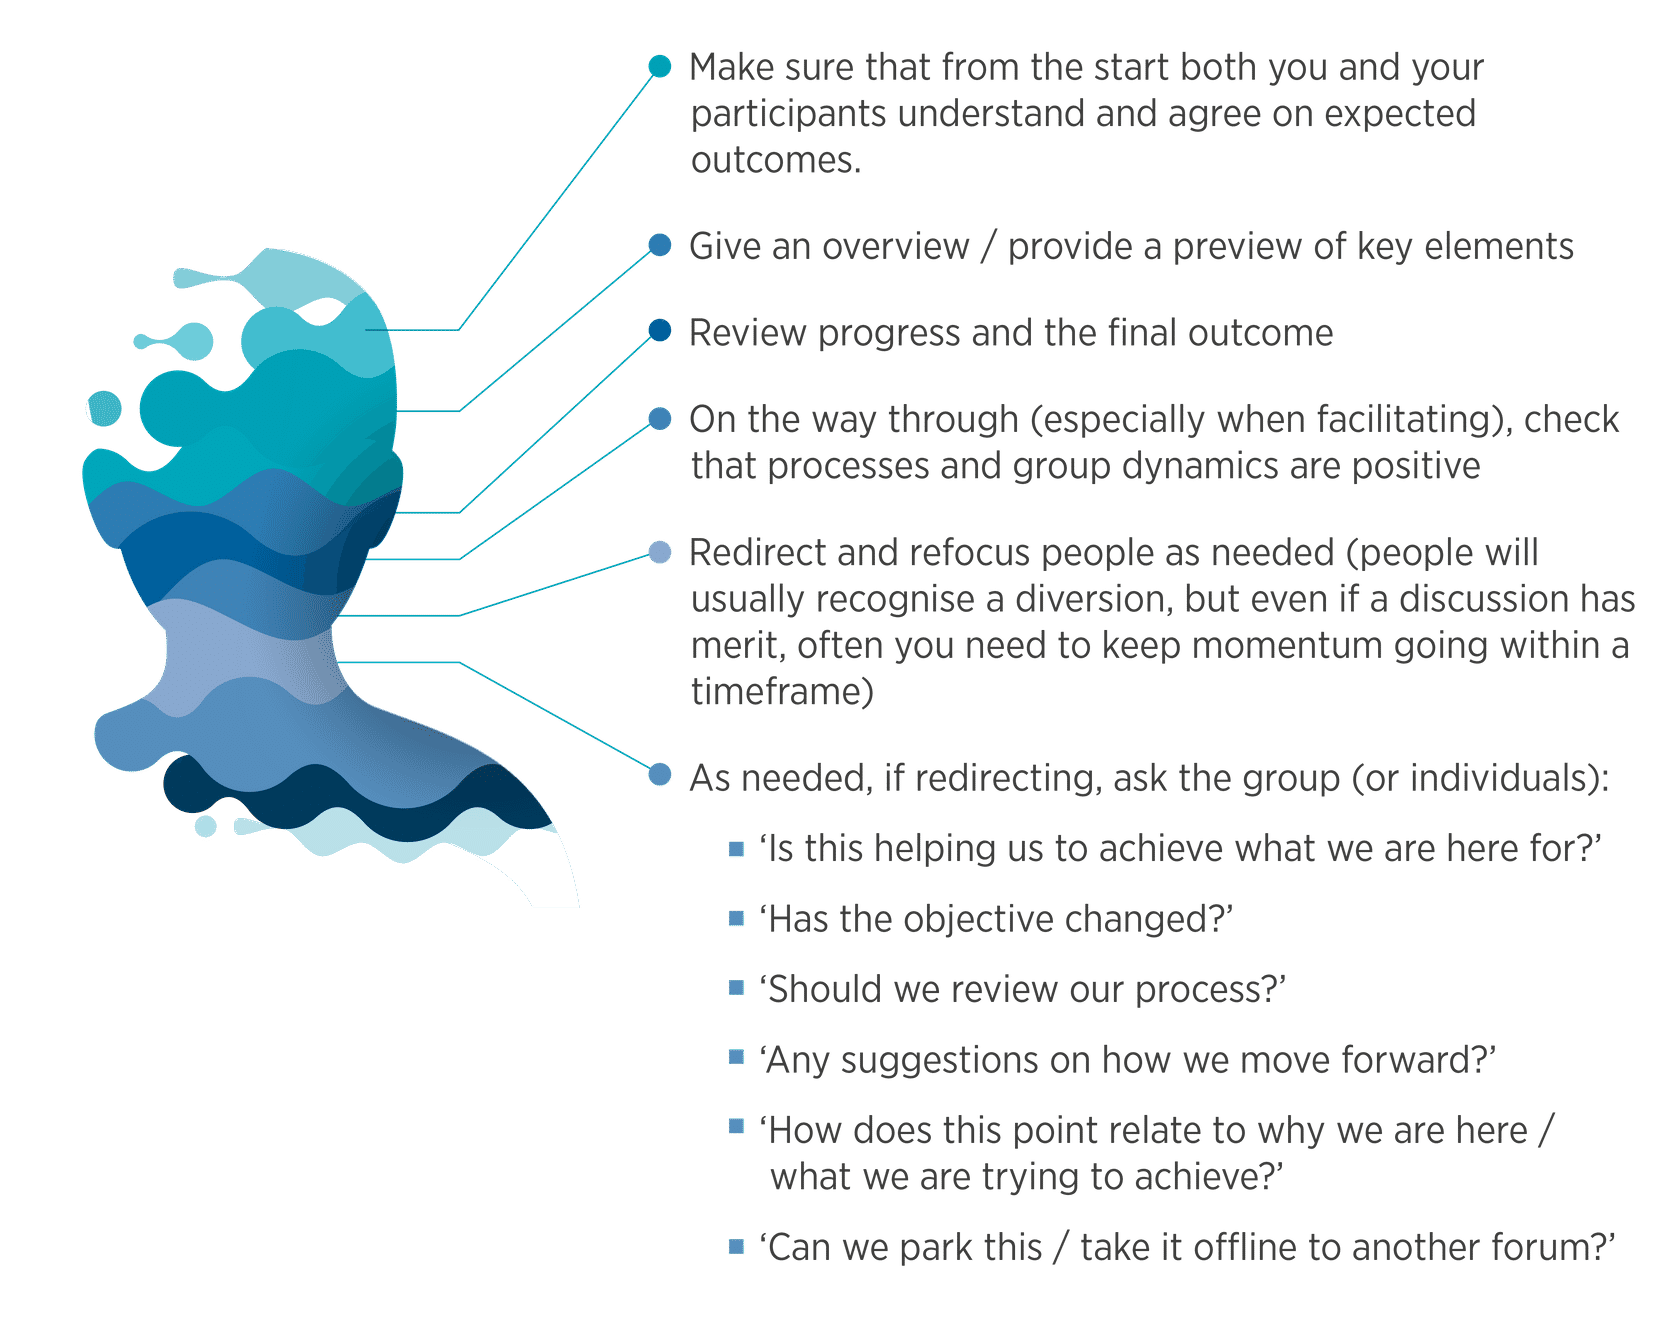 Make sure that from the start both you and your
participants understand and agree on expected
outcomes.
Give an overview / provide a preview of key elements
Review progress and the final outcome
On the way through (especially when facilitating), check
that processes and group dynamics are positive
Redirect and refocus people as needed (people will
usually recognise a diversion, but even if a discussion has
merit, often you need to keep momentum going within a
timeframe)
As needed, if redirecting, ask the group (or individuals):
‘Is this helping us to achieve what we are here for?’
‘Has the objective changed?’
‘Should we review our process?’
‘Any suggestions on how we move forward?’
‘How does this point relate to why we are here /
what we are trying to achieve?’
‘Can we park this / take it offline to another forum?’